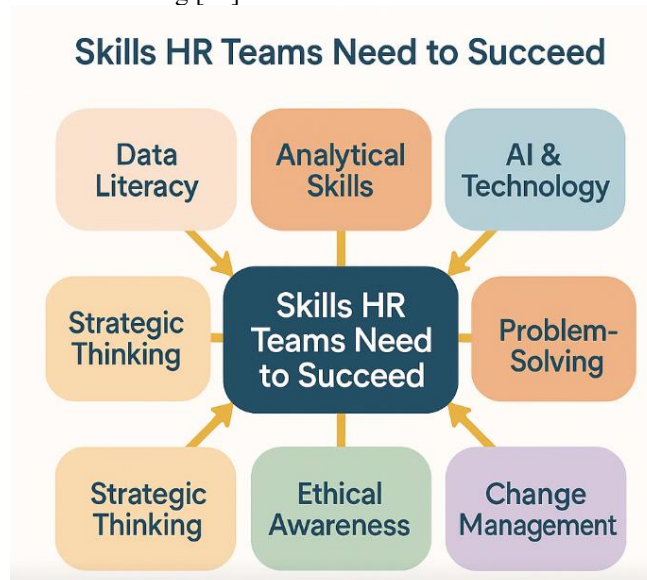 Skills HR Teams Need to Succeed
Data
Literacy
Analytical
Skills
AI &
Technology
Strategic
Thinking
Skills HR
Teams Need
to Succeed
Problem-
Solving
Strategic
Thinking
Ethical
Awareness
Change
Management